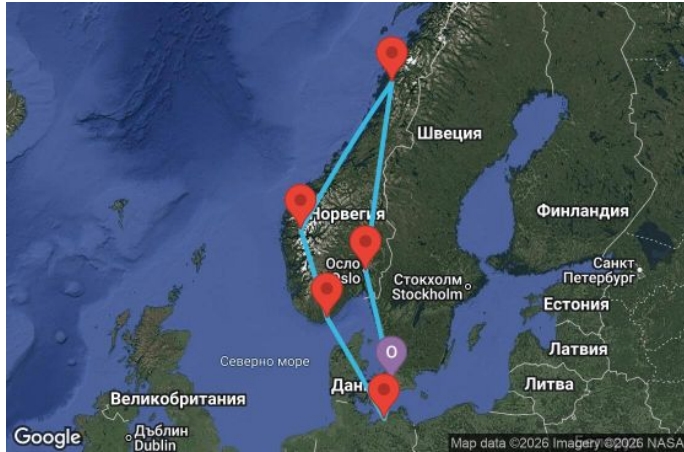 Швеция
Норвегия
Финландия
Осло
Oslo
Санкт
Петербург
Стокхолм
Stockholm
Естония
Латвия
O
Северно море
Литва
Великобритания
Дъблин
Dublin
Google
Map data ©2026 Imagery ©2026 NASA